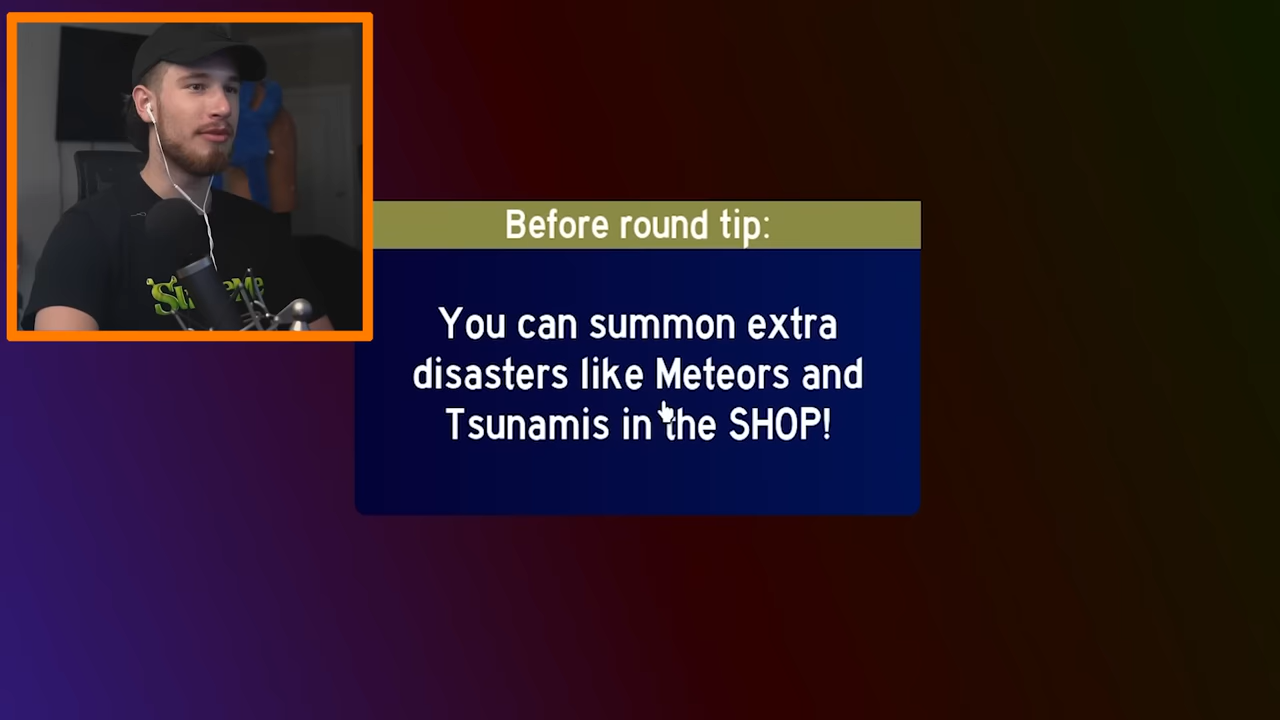 Before round tip:
You can summon extra
disasters like Meteors and
Tsunamis in the SHOP!